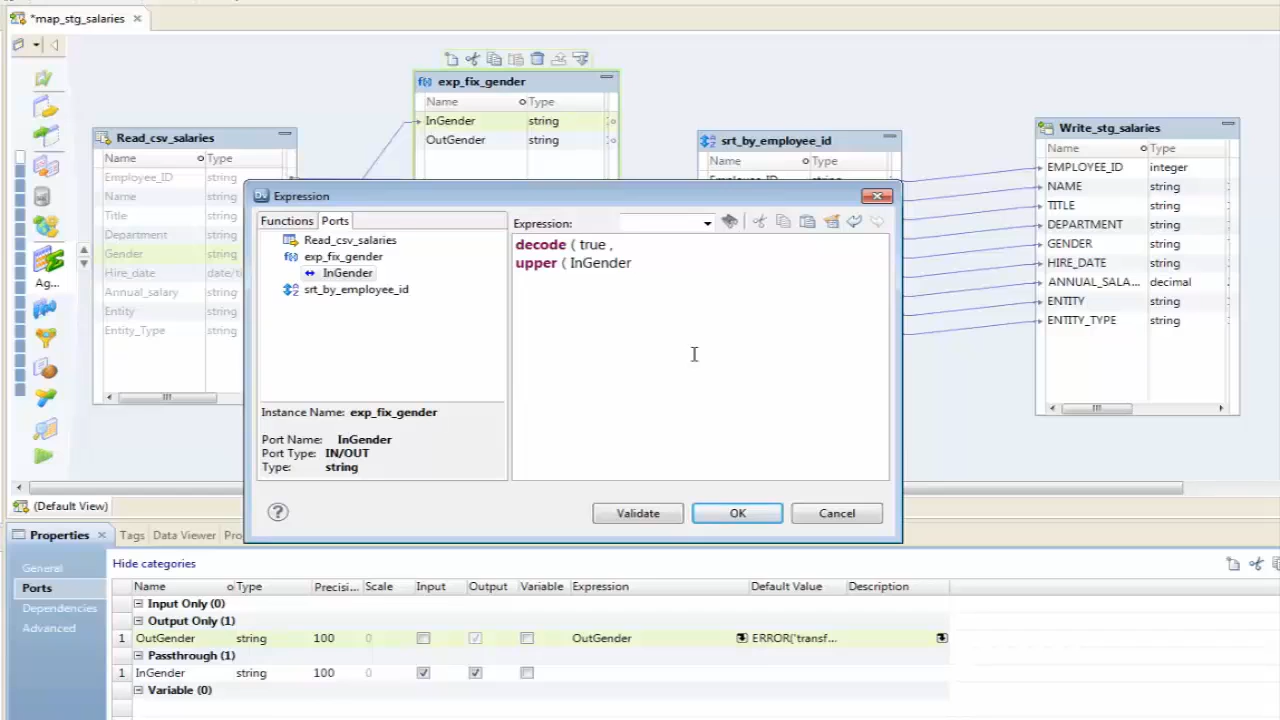 *map_stg_salaries
exp_fix_gender
Name Type
InGender string
OutGender string
Read_csv_salaries
Name Type
Employee_ID string
Name string
Title string
Department string
Gender string
Hire_date date/ti
Annual_salary string
Entity string
Entity_Type string
srt_by_employee_id
Name Type
Write_stg_salaries
Name Type
EMPLOYEE_ID integer
NAME string
TITLE string
DEPARTMENT string
GENDER string
HIRE_DATE string
ANNUAL_SALA... decimal
ENTITY string
ENTITY_TYPE string
Ag...
Expression
Functions Ports
Read_csv_salaries
exp_fix_gender
InGender
srt_by_employee_id
Instance Name: exp_fix_gender
Port Name: InGender
Port Type: IN/OUT
Type: string
Expression:
decode ( true ,
upper ( InGender
Validate OK Cancel
(Default View)
Properties Tags Data Viewer Pro
General
Ports
Dependencies
Advanced
Hide categories
Name Type Precisi... Scale Input Output Variable Expression Default Value Description
Input Only (0)
Output Only (1)
1 OutGender string 100 0 OutGender ERROR('transf...
Passthrough (1)
1 InGender string 100 0
Variable (0)